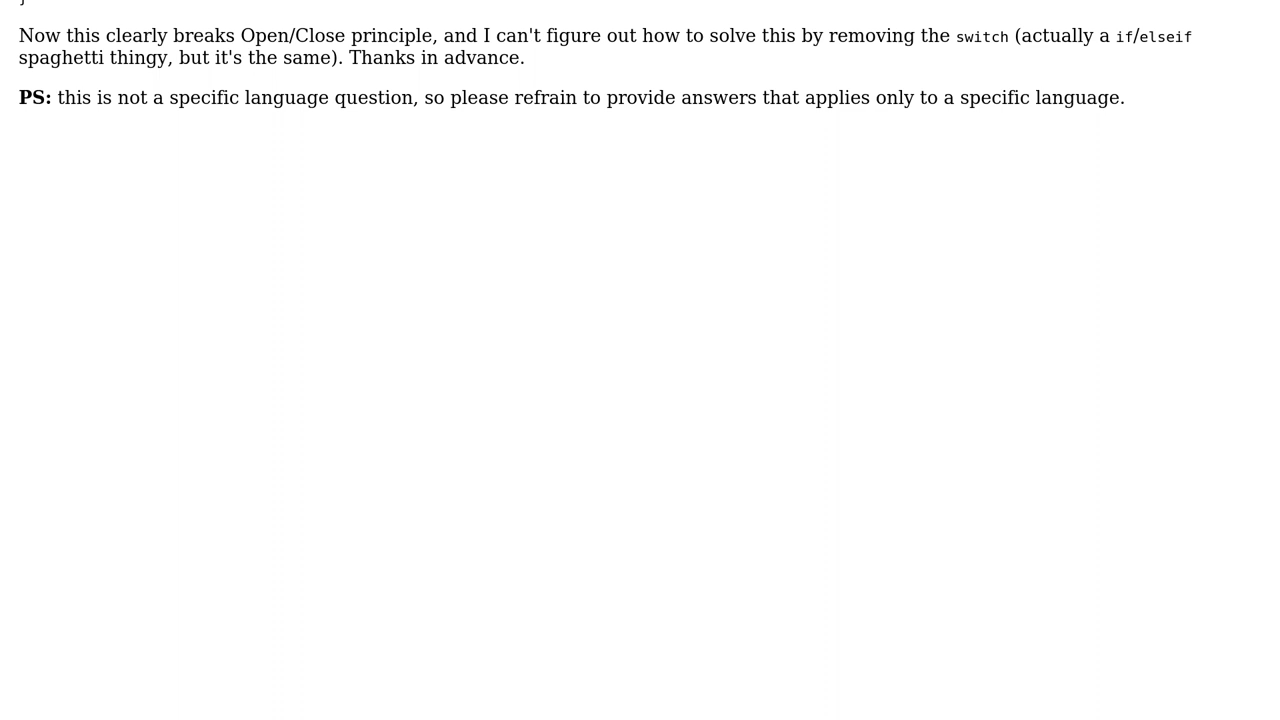 }
Now this clearly breaks Open/Close principle, and I can't figure out how to solve this by removing the switch (actually a if/elseif
spaghetti thingy, but it's the same). Thanks in advance.
PS: this is not a specific language question, so please refrain to provide answers that applies only to a specific language.